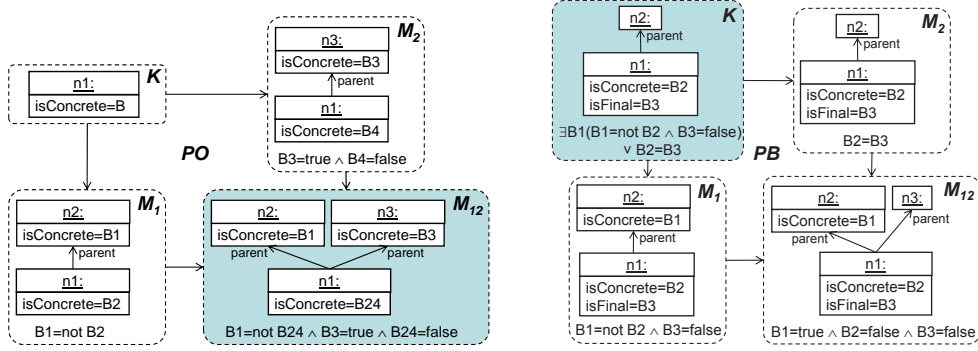 K
n1:
isConcrete=B
M2
n3:
isConcrete=B3
parent
n1:
isConcrete=B4
B3=true ∧ B4=false
PO
M1
n2:
isConcrete=B1
parent
n1:
isConcrete=B2
B1=not B2
M12
n2:
isConcrete=B1
n3:
isConcrete=B3
parent
parent
n1:
isConcrete=B24
B1=not B24 ∧ B3=true ∧ B24=false
K
n2:
parent
n1:
isConcrete=B2
isFinal=B3
∃B1(B1=not B2 ∧ B3=false)
∨ B2=B3
M2
n2:
parent
n1:
isConcrete=B2
isFinal=B3
B2=B3
PB
M1
n2:
isConcrete=B1
parent
n1:
isConcrete=B2
isFinal=B3
B1=not B2 ∧ B3=false
M12
n2:
isConcrete=B1
n3:
parent
parent
n1:
isConcrete=B2
isFinal=B3
B1=true ∧ B2=false ∧ B3=false